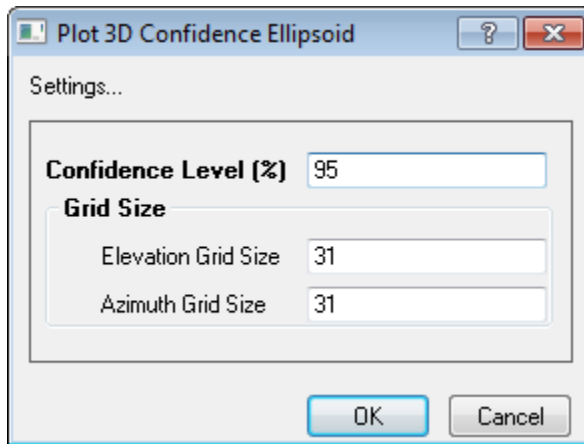 Plot 3D Confidence Ellipsoid
Settings...
Confidence Level (%) 95
Grid Size
Elevation Grid Size 31
Azimuth Grid Size 31
OK Cancel